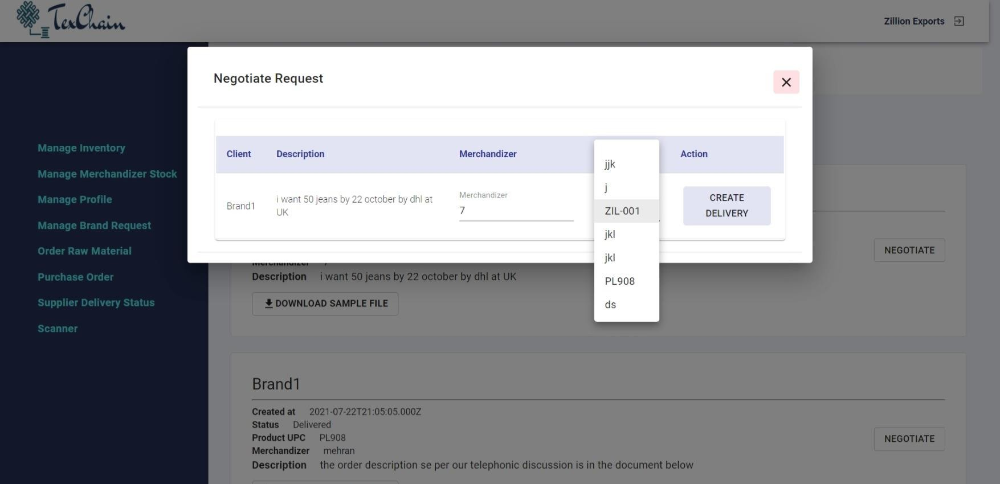 TexChain
Zillion Exports
Negotiate Request
Client Description Merchandizer Action
Brand1
i want 50 jeans by 22 october by dhl at
UK
Merchandizer
7
jjk
j
ZIL-001
jkl
jkl
PL908
ds
CREATE
DELIVERY
Manage Inventory
Manage Merchandizer Stock
Manage Profile
Manage Brand Request
Order Raw Material
Purchase Order
Supplier Delivery Status
Scanner
NEGOTIATE
Merchandizer 7
Description i want 50 jeans by 22 october by dhl at UK
DOWNLOAD SAMPLE FILE
Brand1
Created at 2021-07-22T21:05:05.000Z
Status Delivered
Product UPC PL908
Merchandizer mehran
Description the order description se per our telephonic discussion is in the document below
NEGOTIATE